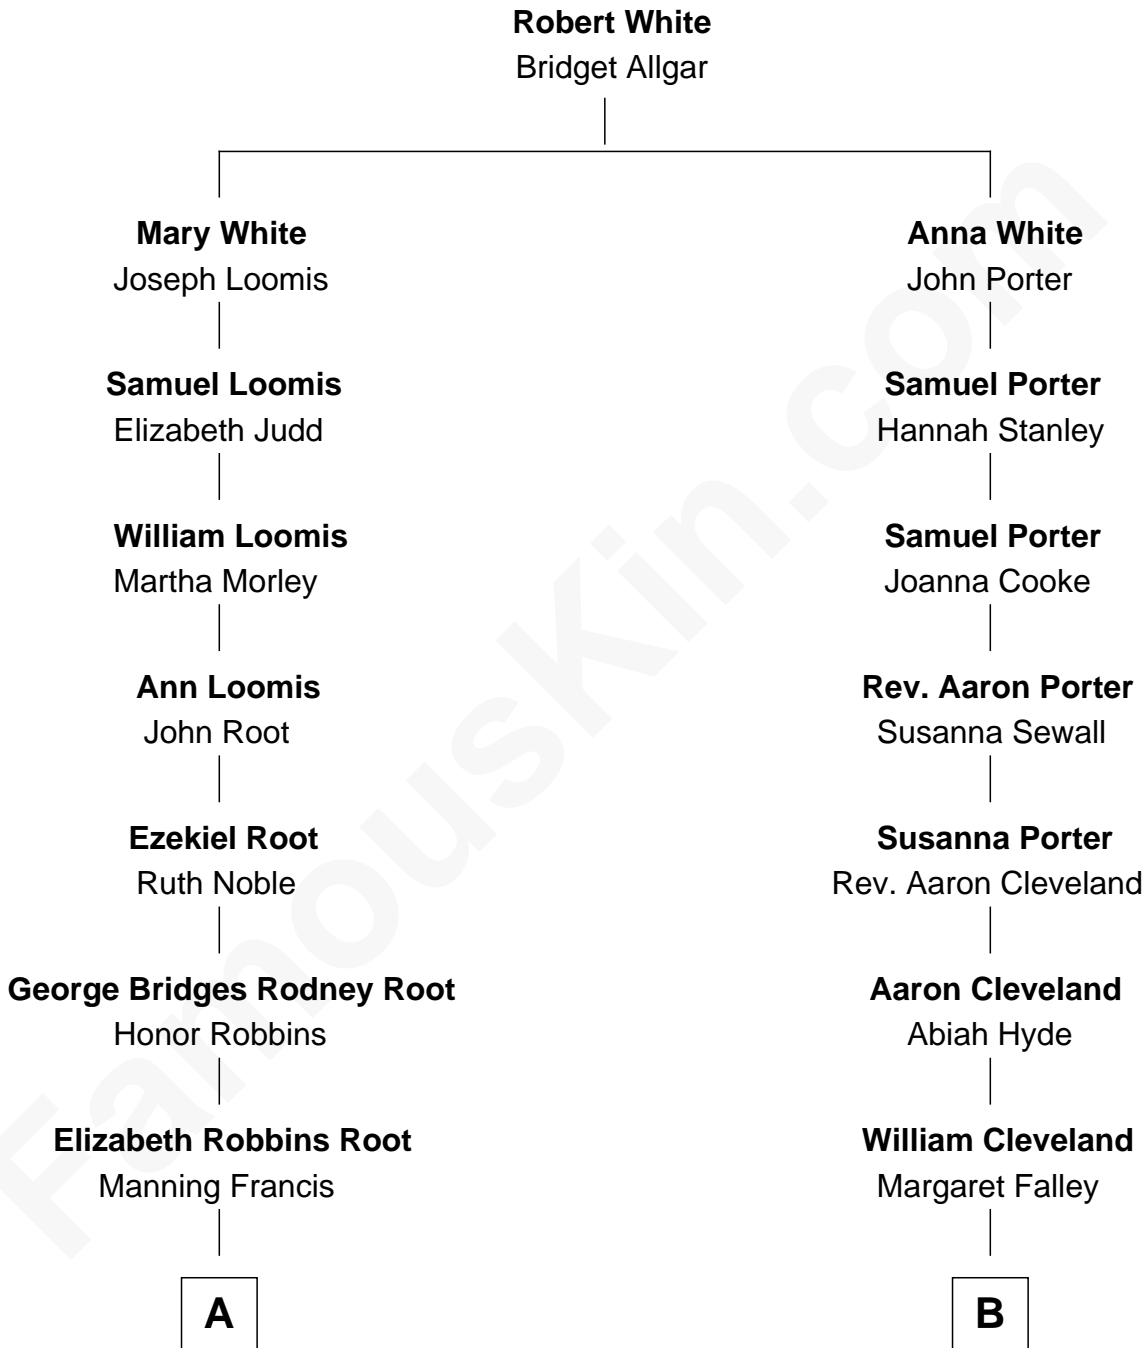 Robert White
Bridget Allgar
Mary White
Joseph Loomis
Samuel Loomis
Elizabeth Judd
William Loomis
Martha Morley
Ann Loomis
John Root
Ezekiel Root
Ruth Noble
George Bridges Rodney Root
Honor Robbins
Elizabeth Robbins Root
Manning Francis
A
Anna White
John Porter
Samuel Porter
Hannah Stanley
Samuel Porter
Joanna Cooke
Rev. Aaron Porter
Susanna Sewall
Susanna Porter
Rev. Aaron Cleveland
Aaron Cleveland
Abiah Hyde
William Cleveland
Margaret Falley
B
FamousKin.com